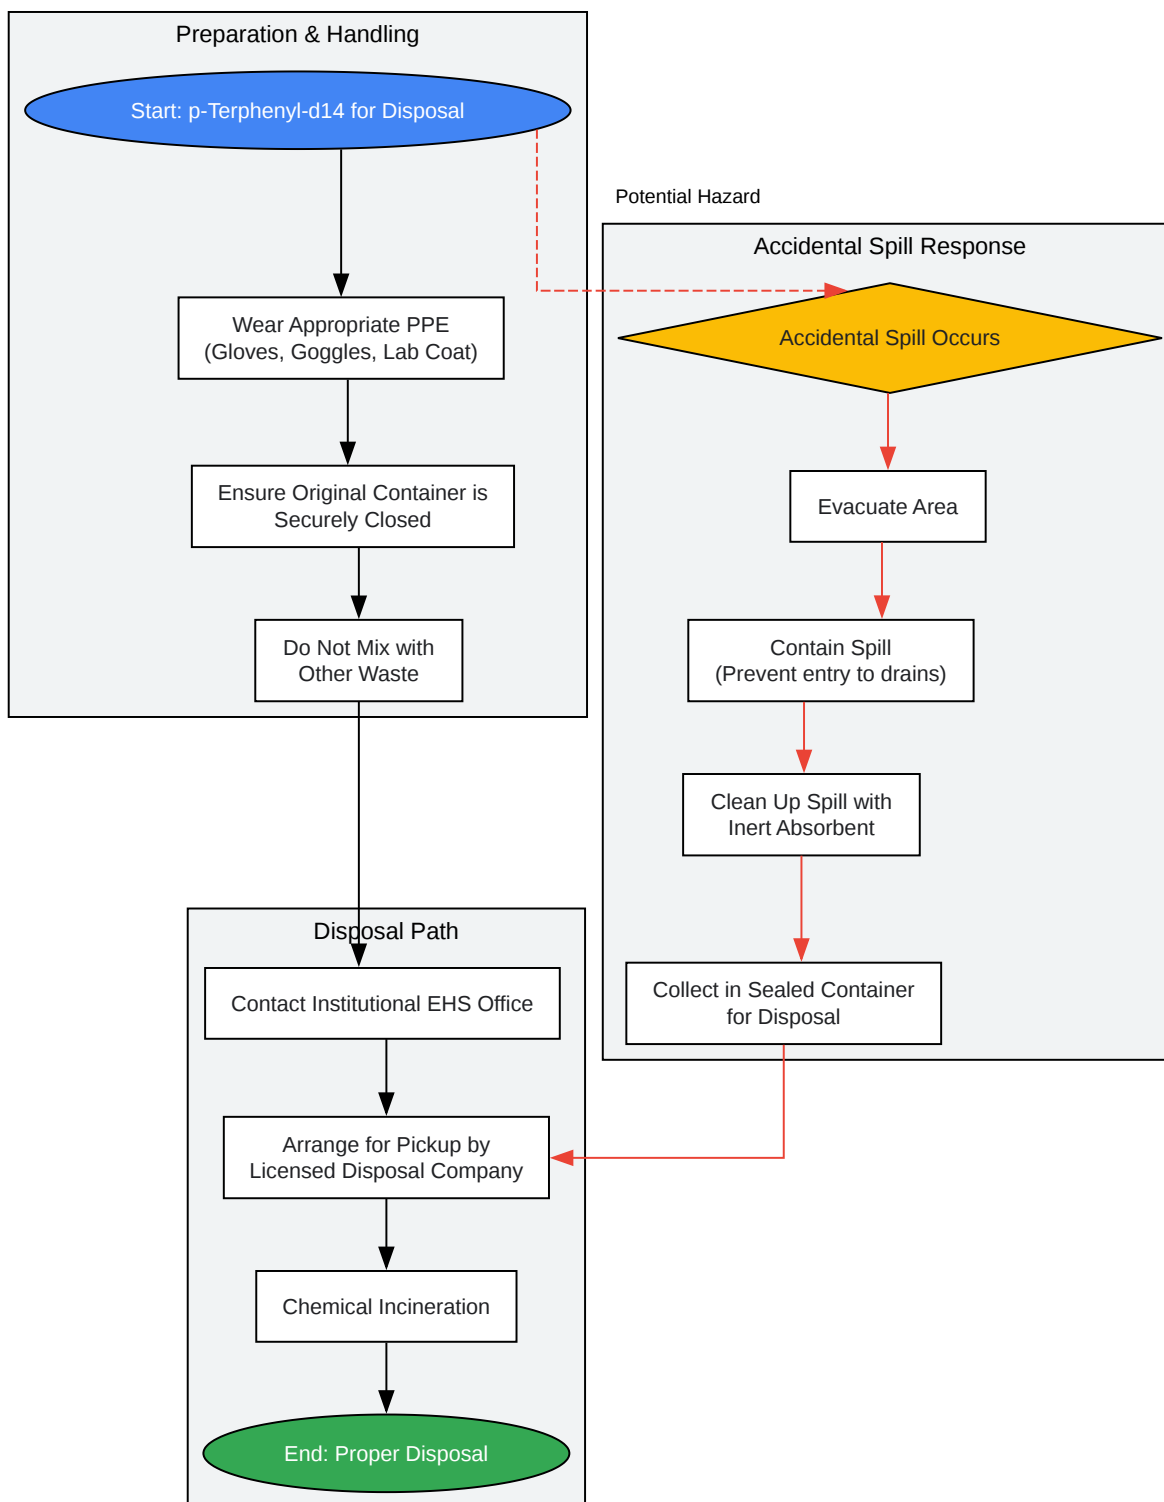 Preparation & Handling
Start: p-Terphenyl-d14 for Disposal
Wear Appropriate PPE
(Gloves, Goggles, Lab Coat)
Ensure Original Container is
Securely Closed
Do Not Mix with
Other Waste
Potential Hazard
Accidental Spill Response
Accidental Spill Occurs
Evacuate Area
Contain Spill
(Prevent entry to drains)
Clean Up Spill with
Inert Absorbent
Collect in Sealed Container
for Disposal
Disposal Path
Contact Institutional EHS Office
Arrange for Pickup by
Licensed Disposal Company
Chemical Incineration
End: Proper Disposal